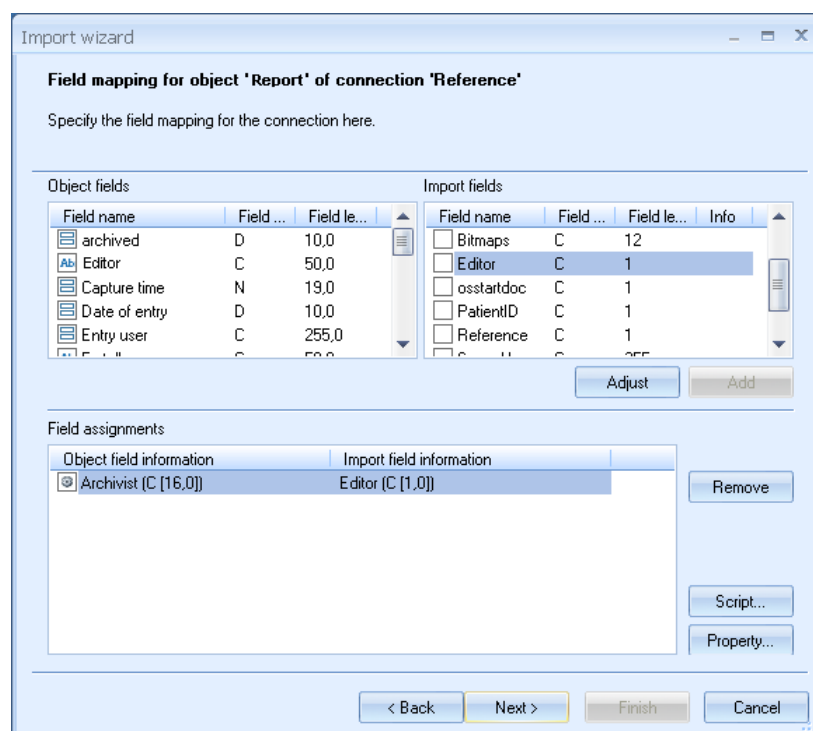 Import wizard
Field mapping for object 'Report' of connection 'Reference'
Specify the field mapping for the connection here.
Object fields
Import fields
Field name Field ... Field le...
archived D 10,0
Ab Editor C 50,0
Capture time N 19,0
Date of entry D 10,0
Entry user C 255,0
Field name Field ... Field le... Info
Bitmaps C 12
Editor C 1
osstartdoc C 1
PatientID C 1
Reference C 1
Adjust
Add
Field assignments
Object field information Import field information
Archivist (C [16,0]) Editor (C [1,0])
Remove
Script...
Property...
< Back
Next >
Finish
Cancel